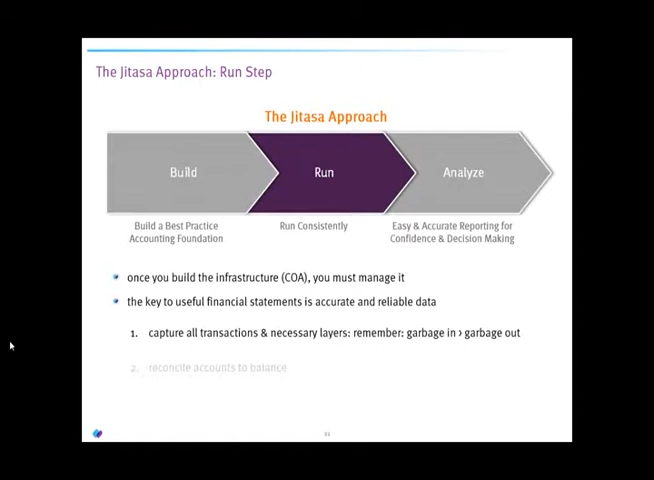 The Jitasa Approach: Run Step
The Jitasa Approach
Build
Run
Analyze
Build a Best Practice
Accounting Foundation
Run Consistently
Easy & Accurate Reporting for
Confidence & Decision Making
once you build the infrastructure (COA), you must manage it
the key to useful financial statements is accurate and reliable data
1. capture all transactions & necessary layers: remember: garbage in > garbage out
2. reconcile accounts to balance